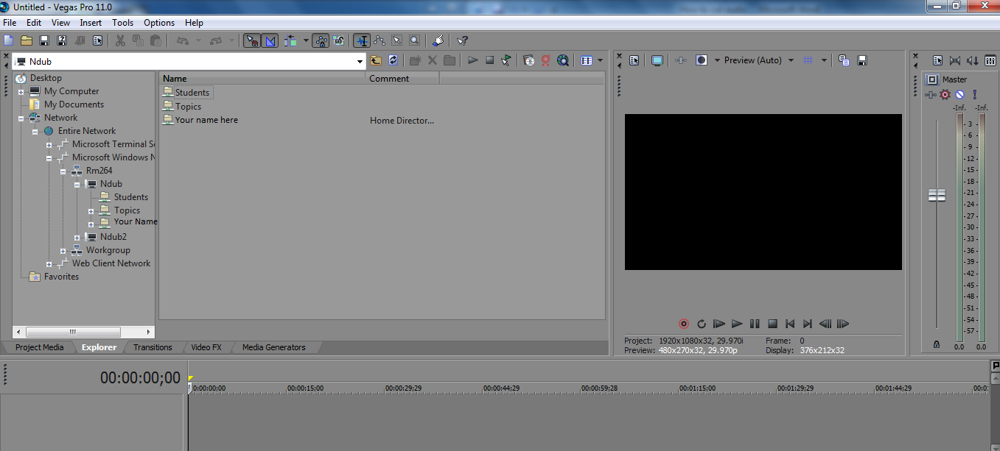 Untitled - Vegas Pro 11.0
File Edit View Insert Tools Options Help
Ndub
Desktop
My Computer
My Documents
Network
Entire Network
Microsoft Terminal Se
Microsoft Windows N
Rm264
Ndub
Students
Topics
Your Name
Ndub2
Workgroup
Web Client Network
Favorites
Name Comment
Students
Topics
Your name here Home Director...
Project Media Explorer Transitions Video FX Media Generators
Preview (Auto)
Project: 1920x1080x32, 29.970i Frame: 0
Preview: 480x270x32, 29.970p Display: 376x212x32
Master
-Inf. -Inf.
- 3 -
- 6 -
- 9 -
-12 -
-15 -
-18 -
-21 -
-24 -
-27 -
-30 -
-33 -
-36 -
-39 -
-42 -
-45 -
-48 -
-51 -
-54 -
-57 -
0.0 0.0
00:00:00;00
0:00:00;00 00:00:15;00 00:00:29;29 00:00:44;29 00:00:59;28 00:01:15;00 00:01:29;29 00:01:44;29 00:0